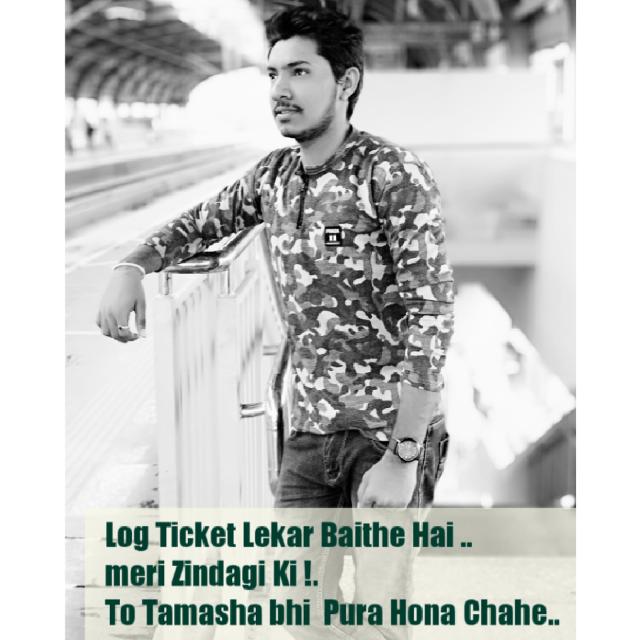 Log Ticket Lekar Baithe Hai ..
meri Zindagi Ki !.
To Tamasha bhi Pura Hona Chahe..